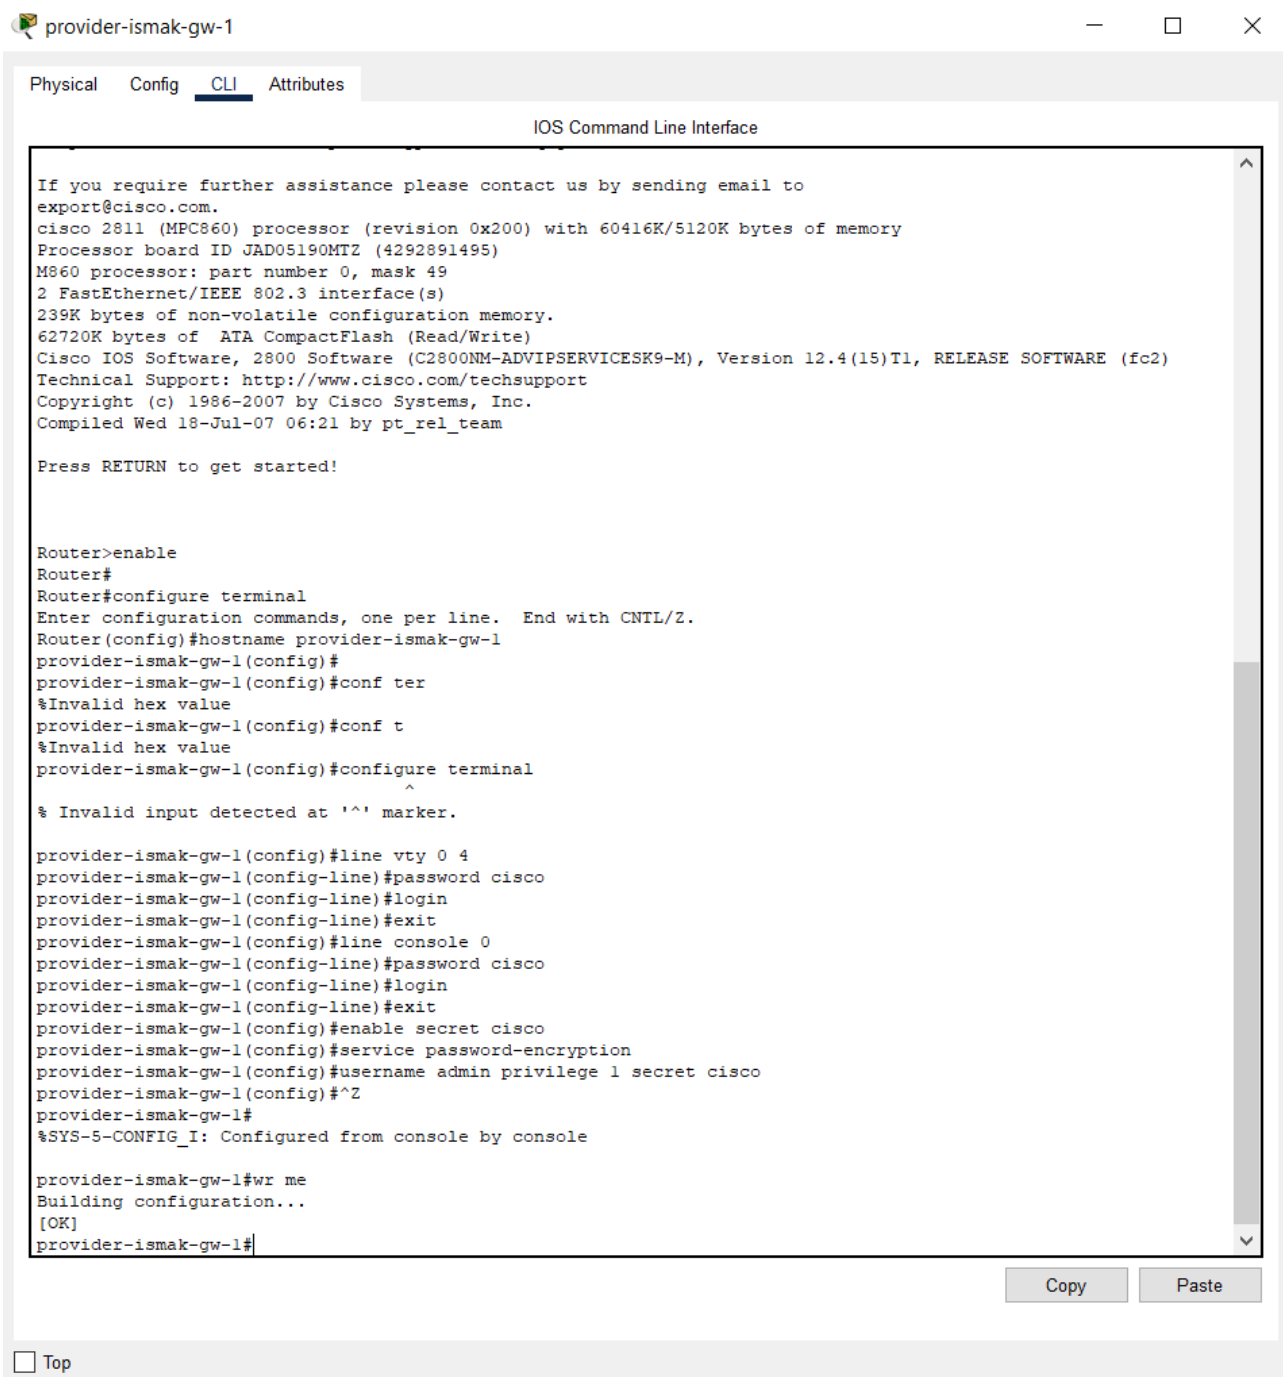 provider-ismak-gw-1
Physical Config CLI Attributes
IOS Command Line Interface
If you require further assistance please contact us by sending email to
export@cisco.com.
cisco 2811 (MPC860) processor (revision 0x200) with 60416K/5120K bytes of memory
Processor board ID JAD05190MTZ (4292891495)
M860 processor: part number 0, mask 49
2 FastEthernet/IEEE 802.3 interface(s)
239K bytes of non-volatile configuration memory.
62720K bytes of  ATA CompactFlash (Read/Write)
Cisco IOS Software, 2800 Software (C2800NM-ADVIPSERVICESK9-M), Version 12.4(15)T1, RELEASE SOFTWARE (fc2)
Technical Support: http://www.cisco.com/techsupport
Copyright (c) 1986-2007 by Cisco Systems, Inc.
Compiled Wed 18-Jul-07 06:21 by pt_rel_team
Press RETURN to get started!
Router>enable
Router#
Router#configure terminal
Enter configuration commands, one per line.  End with CNTL/Z.
Router(config)#hostname provider-ismak-gw-1
provider-ismak-gw-1(config)#
provider-ismak-gw-1(config)#conf ter
%Invalid hex value
provider-ismak-gw-1(config)#conf t
%Invalid hex value
provider-ismak-gw-1(config)#configure terminal
^
% Invalid input detected at '^' marker.
provider-ismak-gw-1(config)#line vty 0 4
provider-ismak-gw-1(config-line)#password cisco
provider-ismak-gw-1(config-line)#login
provider-ismak-gw-1(config-line)#exit
provider-ismak-gw-1(config)#line console 0
provider-ismak-gw-1(config-line)#password cisco
provider-ismak-gw-1(config-line)#login
provider-ismak-gw-1(config-line)#exit
provider-ismak-gw-1(config)#enable secret cisco
provider-ismak-gw-1(config)#service password-encryption
provider-ismak-gw-1(config)#username admin privilege 1 secret cisco
provider-ismak-gw-1(config)#^Z
provider-ismak-gw-1#
%SYS-5-CONFIG_I: Configured from console by console
provider-ismak-gw-1#wr me
Building configuration...
[OK]
provider-ismak-gw-1#
Copy Paste
Top